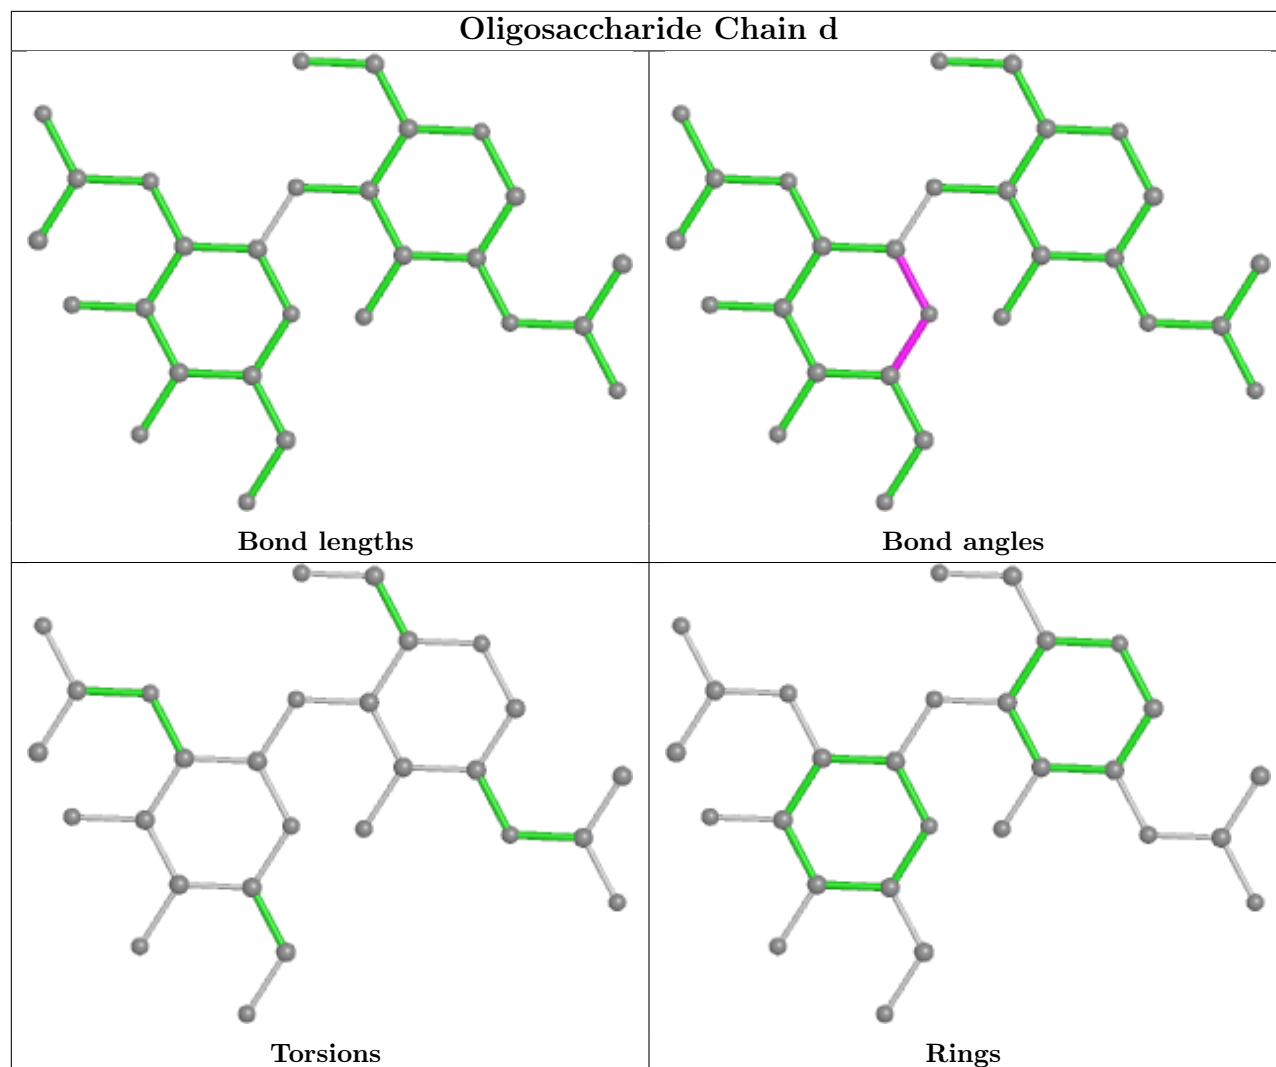 Oligosaccharide Chain d
Bond lengths
Bond angles
Torsions
Rings